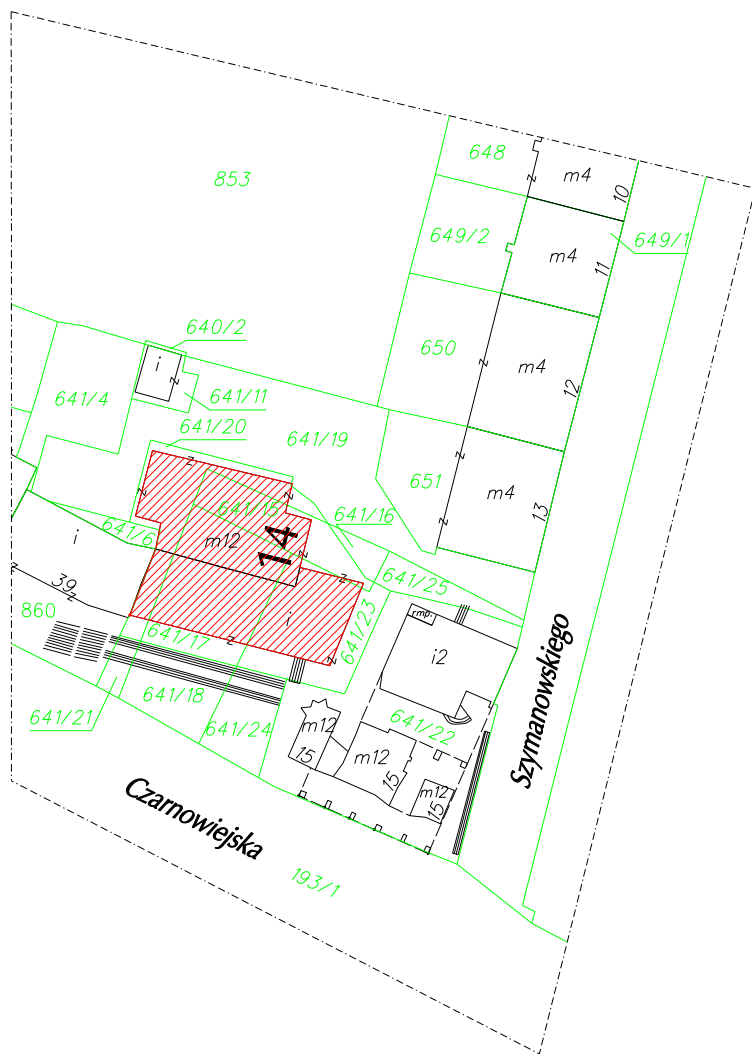 648
m4
10
853
649/2
649/1
m4
11
640/2
i
650
m4
12
641/4
641/11
641/20
641/19
651
m4
13
641/15
641/16
641/6
i
m12
14
z
39
641/25
641/23
i
860
641/17
rmp.
i2
641/18
641/21
641/24
m12
15
641/22
m12
15
m12
15
Szymanowskiego
Czarnowiejska
193/1